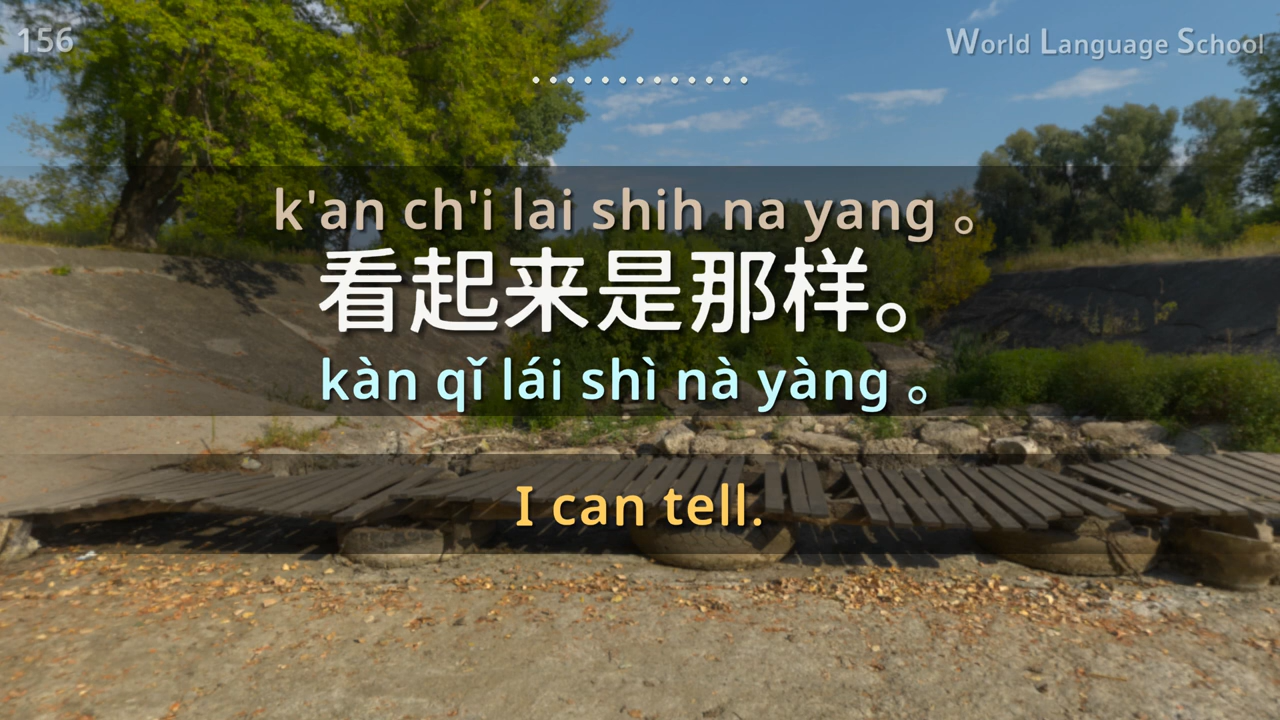 156
World Language School
k'an ch'i lai shih na yang 。
看起来是那样。
kàn qǐ lái shì nà yàng 。
I can tell.